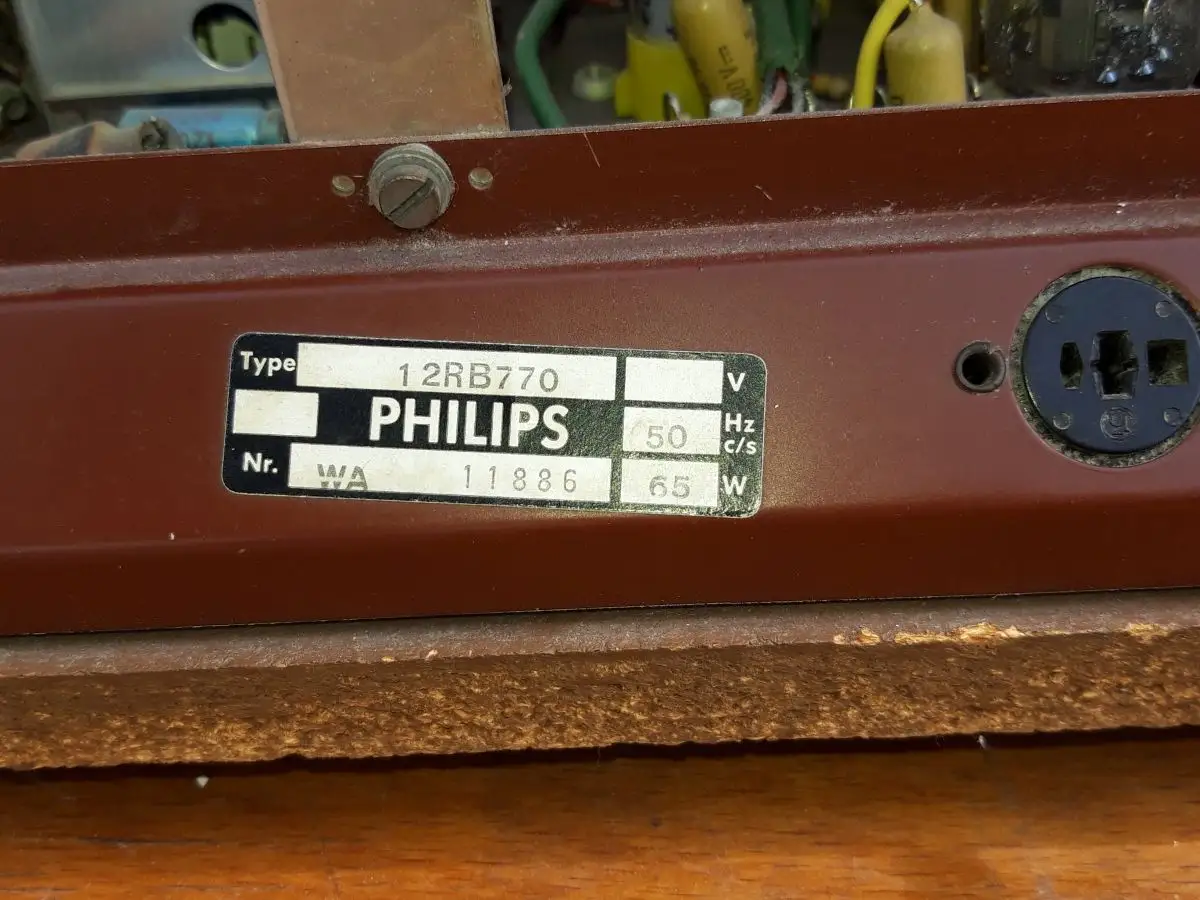 Type 12RB770 V
PHILIPS 50 Hz c/s
Nr. WA 11886 65 W